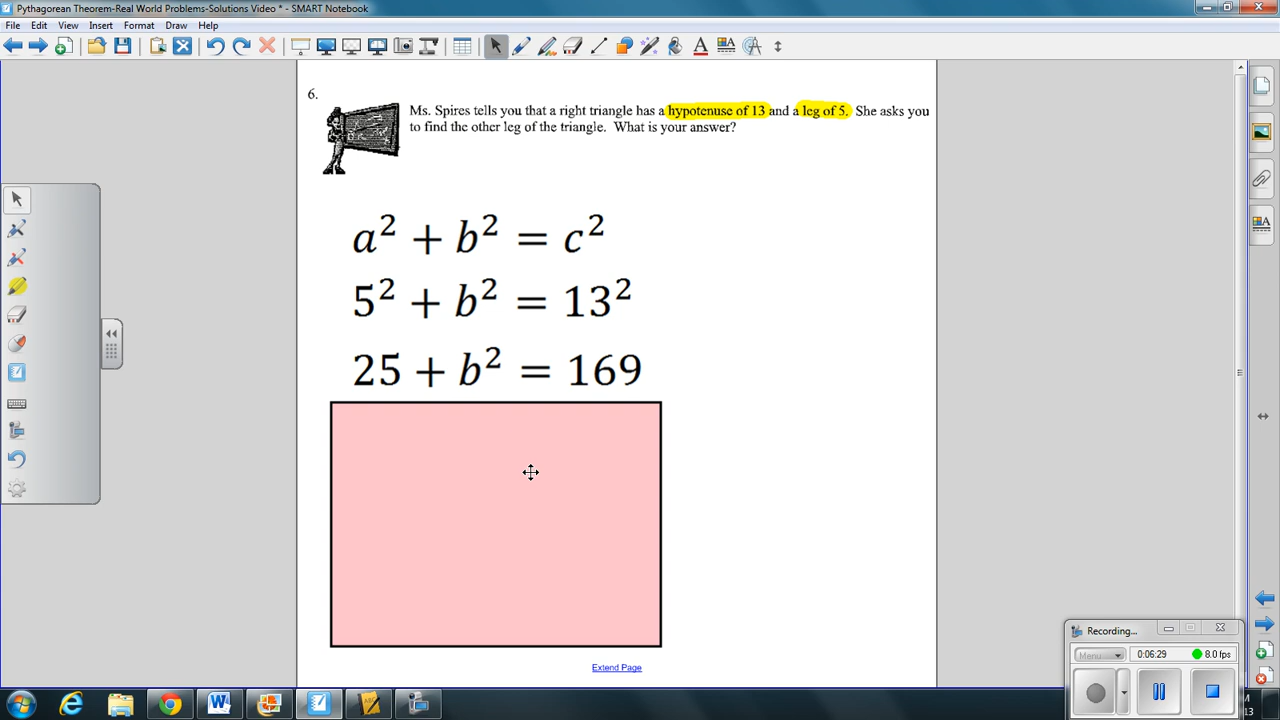 Pythagorean Theorem-Real World Problems-Solutions Video * - SMART Notebook
File Edit View Insert Format Draw Help
6.
Ms. Spires tells you that a right triangle has a hypotenuse of 13 and a leg of 5. She asks you
to find the other leg of the triangle. What is your answer?
a² + b² = c²
5² + b² = 13²
25 + b² = 169
Extend Page
Recording...
Menu 0:06:29 8.0 fps
M
13